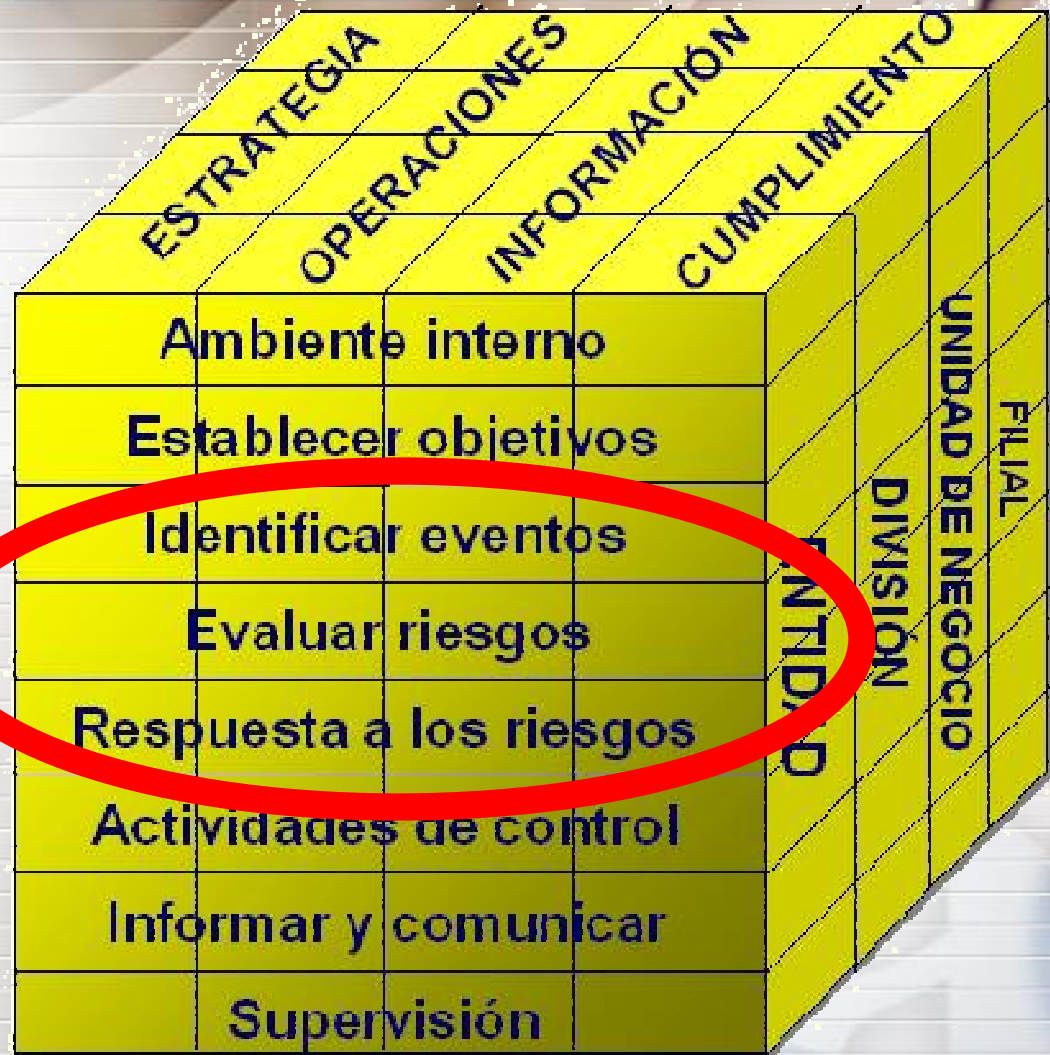 ESTRATEGIA
OPERACIONES
INFORMACIÓN
CUMPLIMIENTO
Ambiente interno
Establecer objetivos
Identificar eventos
Evaluar riesgos
Respuesta a los riesgos
Actividades de control
Informar y comunicar
Supervisión
ENTIDAD
DIVISIÓN
UNIDAD DE NEGOCIO
FILIAL